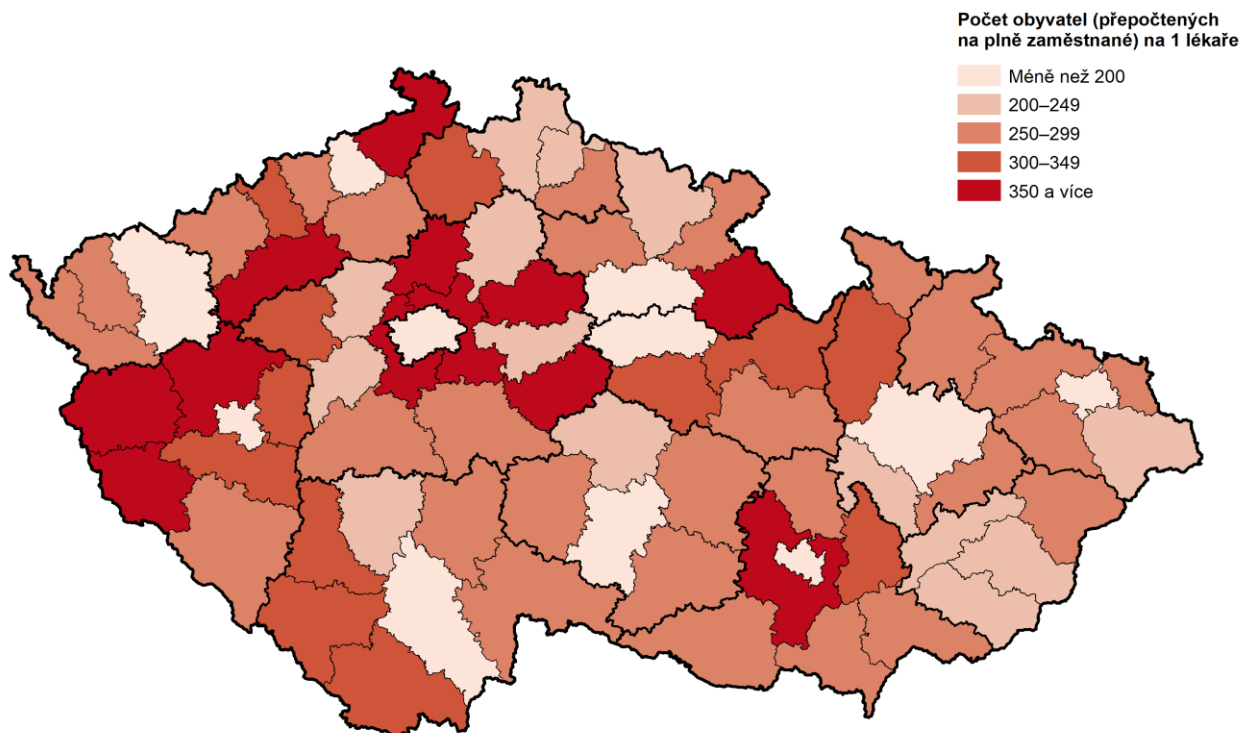 Počet obyvatel (přepočtených
na plně zaměstnané) na 1 lékaře
Méně než 200
200–249
250–299
300–349
350 a více